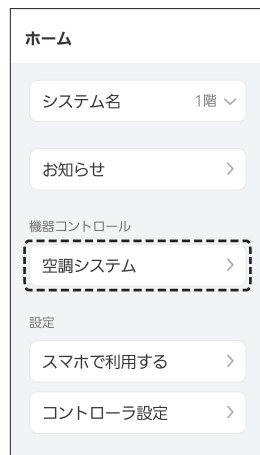 ホーム
システム名 1階
お知らせ
機器コントロール
空調システム
設定
スマホで利用する
コントローラ設定